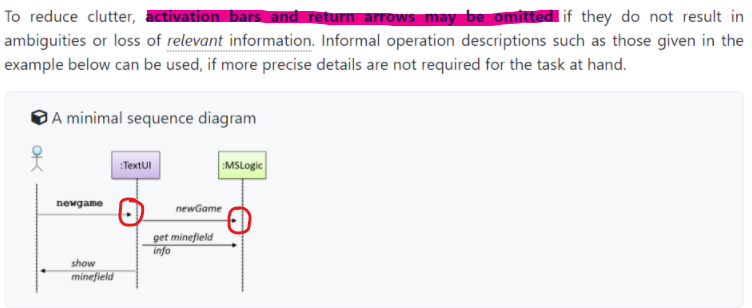 To reduce clutter, activation bars and return arrows may be omitted if they do not result in
ambiguities or loss of relevant information. Informal operation descriptions such as those given in the
example below can be used, if more precise details are not required for the task at hand.
A minimal sequence diagram
:TextUI
:MSLogic
newgame
newGame
get minefield
info
show
minefield